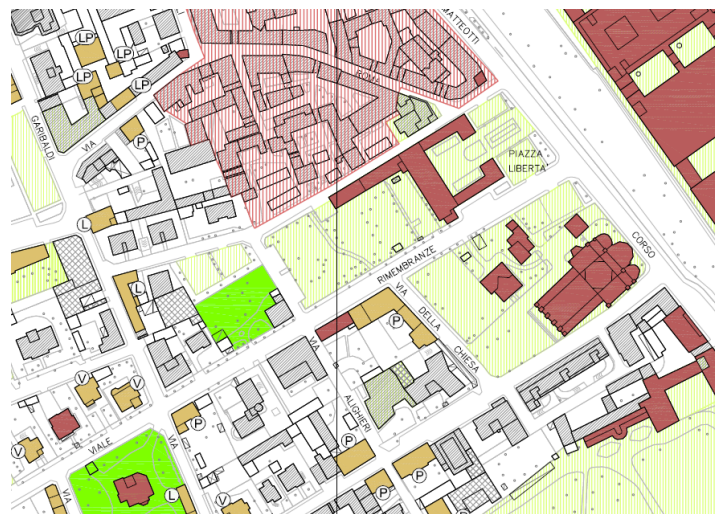 MATTEOTTI
LP
LP
LP
LP
ROMA
GARIBALDI
VIA
P
PIAZZA
LIBERTA'
L
CORSO
RIMEMBRANZE
L
VIA
DELLA
CHIESA
P
VIA
ALIGHIERI
V
V
P
VIALE
VIA
V
P
P
P
L
V
VIA